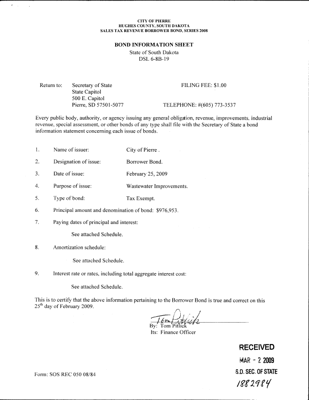 CITY OF PIERRE
HUGHES COUNTY, SOUTH DAKOTA
SALES TAX REVENUE BORROWER BOND, SERIES 2008
BOND INFORMATION SHEET
State of South Dakota
DSL 6-8B-19
Return to: Secretary of State FILING FEE: $1.00
State Capitol
500 E. Capitol
Pierre, SD 57501-5077 TELEPHONE: #(605) 773-3537
Every public body, authority, or agency issuing any general obligation, revenue, improvements, industrial
revenue, special assessment, or other bonds of any type shall file with the Secretary of State a bond
information statement concerning each issue of bonds.
1. Name of issuer: City of Pierre .
2. Designation of issue: Borrower Bond.
3. Date of issue: February 25, 2009
4. Purpose of issue: Wastewater Improvements.
5. Type of bond: Tax Exempt.
6. Principal amount and denomination of bond: $976,953.
7. Paying dates of principal and interest:
See attached Schedule.
8. Amortization schedule:
See attached Schedule.
9. Interest rate or rates, including total aggregate interest cost:
See attached Schedule.
This is to certify that the above information pertaining to the Borrower Bond is true and correct on this
25th day of February 2009.
By: Tom
Its: Finance Officer
RECEIVED
MAR - 2 2009
S.D. SEC. OF STATE
1882984
Form: SOS REC 050 08/84